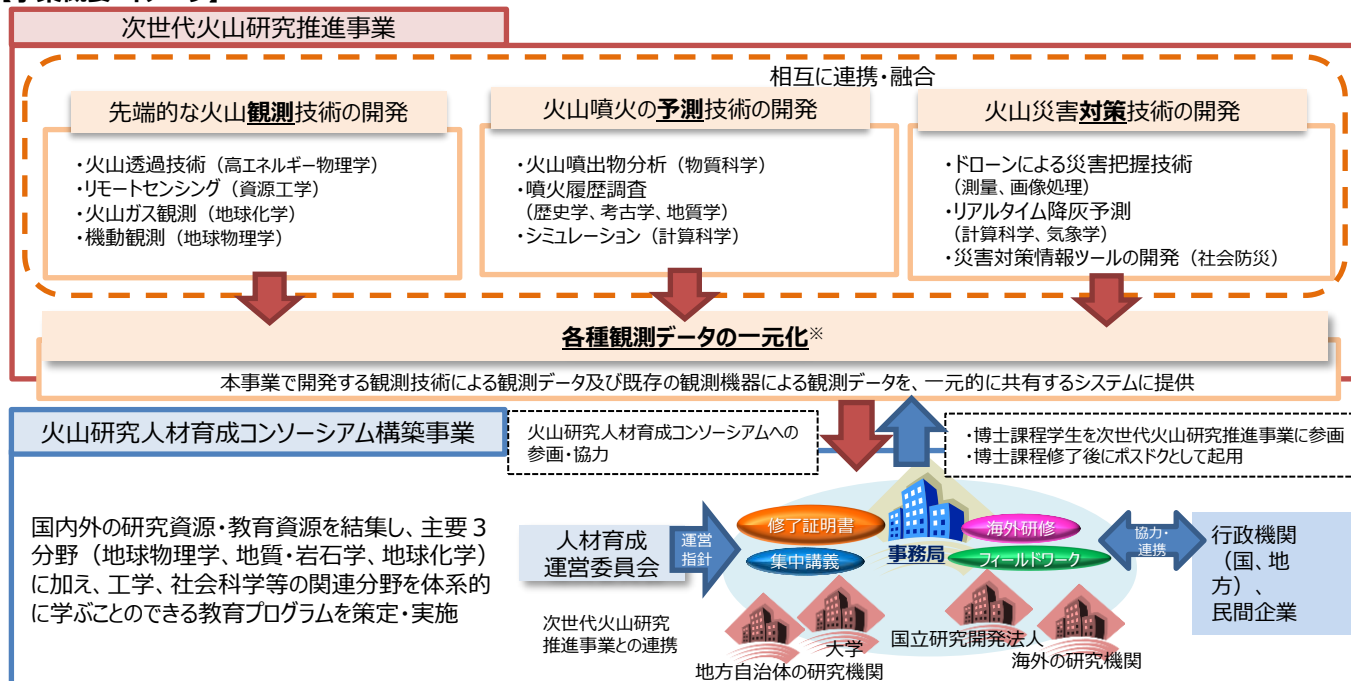 次世代火山研究推進事業
相互に連携・融合
先端的な火山観測技術の開発
・火山透過技術（高エネルギー物理学）
・リモートセンシング（資源工学）
・火山ガス観測（地球化学）
・機動観測（地球物理学）
火山噴火の予測技術の開発
・火山噴出物分析（物質科学）
・噴火履歴調査
（歴史学、考古学、地質学）
・シミュレーション（計算科学）
火山災害対策技術の開発
・ドローンによる災害把握技術
（測量、画像処理）
・リアルタイム降灰予測
（計算科学、気象学）
・災害対策情報ツールの開発（社会防災）
各種観測データの一元化※
本事業で開発する観測技術による観測データ及び既存の観測機器による観測データを、一元的に共有するシステムに提供
火山研究人材育成コンソーシアム構築事業
火山研究人材育成コンソーシアムへの
参画・協力
・博士課程学生を次世代火山研究推進事業に参画
・博士課程修了後にポスドクとして起用
国内外の研究資源・教育資源を結集し、主要３
分野（地球物理学、地質・岩石学、地球化学）
に加え、工学、社会科学等の関連分野を体系的
に学ぶことのできる教育プログラムを策定・実施
人材育成
運営委員会
運営
指針
修了証明書
集中講義
事務局
海外研修
フィールドワーク
協力・
連携
行政機関
（国、地
方）、
民間企業
次世代火山研究
推進事業との連携
大学
地方自治体の研究機関
国立研究開発法人
海外の研究機関